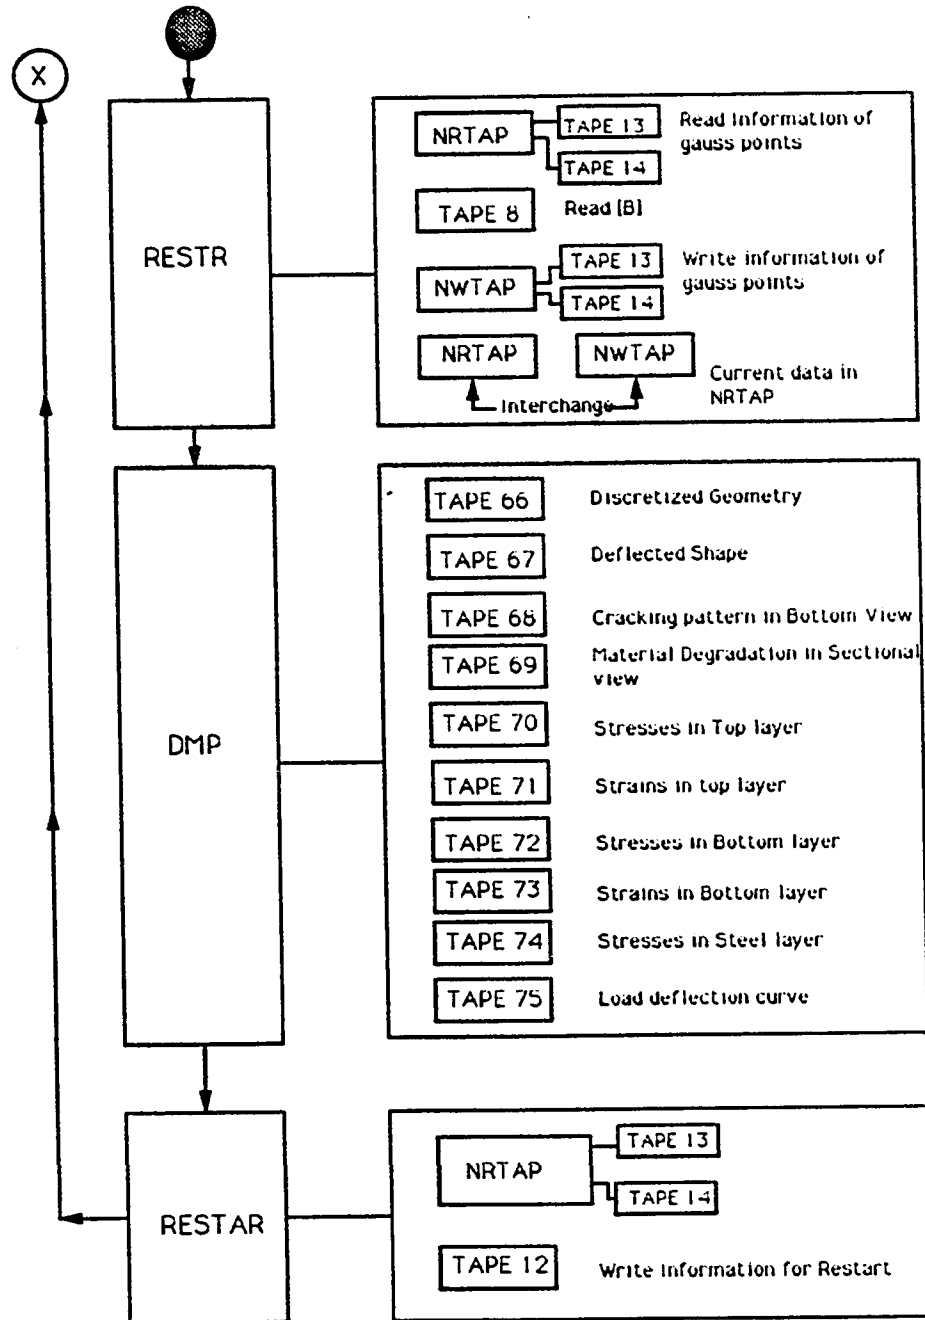 X
RESTR
NRTAP
TAPE 13
TAPE 14
Read Information of
gauss points
TAPE 8
Read [B]
NWTAP
TAPE 13
TAPE 14
Write information of
gauss points
NRTAP
NWTAP
Interchange
Current data in
NRTAP
DMP
TAPE 66
Discretized Geometry
TAPE 67
Deflected Shape
TAPE 68
Cracking pattern in Bottom View
TAPE 69
Material Degradation in Sectional
view
TAPE 70
Stresses in Top layer
TAPE 71
Strains in top layer
TAPE 72
Stresses in Bottom layer
TAPE 73
Strains in Bottom layer
TAPE 74
Stresses in Steel layer
TAPE 75
Load deflection curve
RESTAR
NRTAP
TAPE 13
TAPE 14
TAPE 12
Write Information for Restart